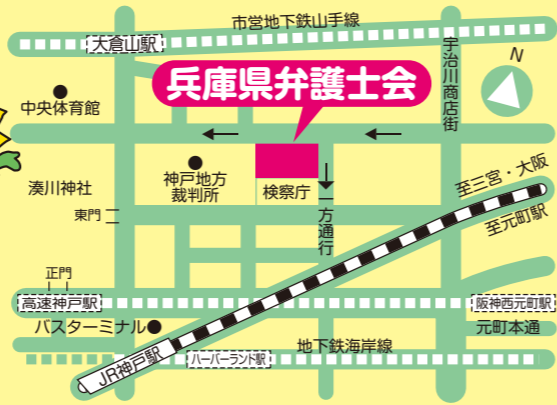 市営地下鉄山手線
大倉山駅
宇治川商店街
N
兵庫県弁護士会
中央体育館
神戸地方
裁判所
検察庁
一方通行
湊川神社
東門
至三宮・大阪
至元町駅
正門
高速神戸駅
阪神西元町駅
バスターミナル
元町本通
地下鉄海岸線
ハーバーランド駅
JR神戸駅